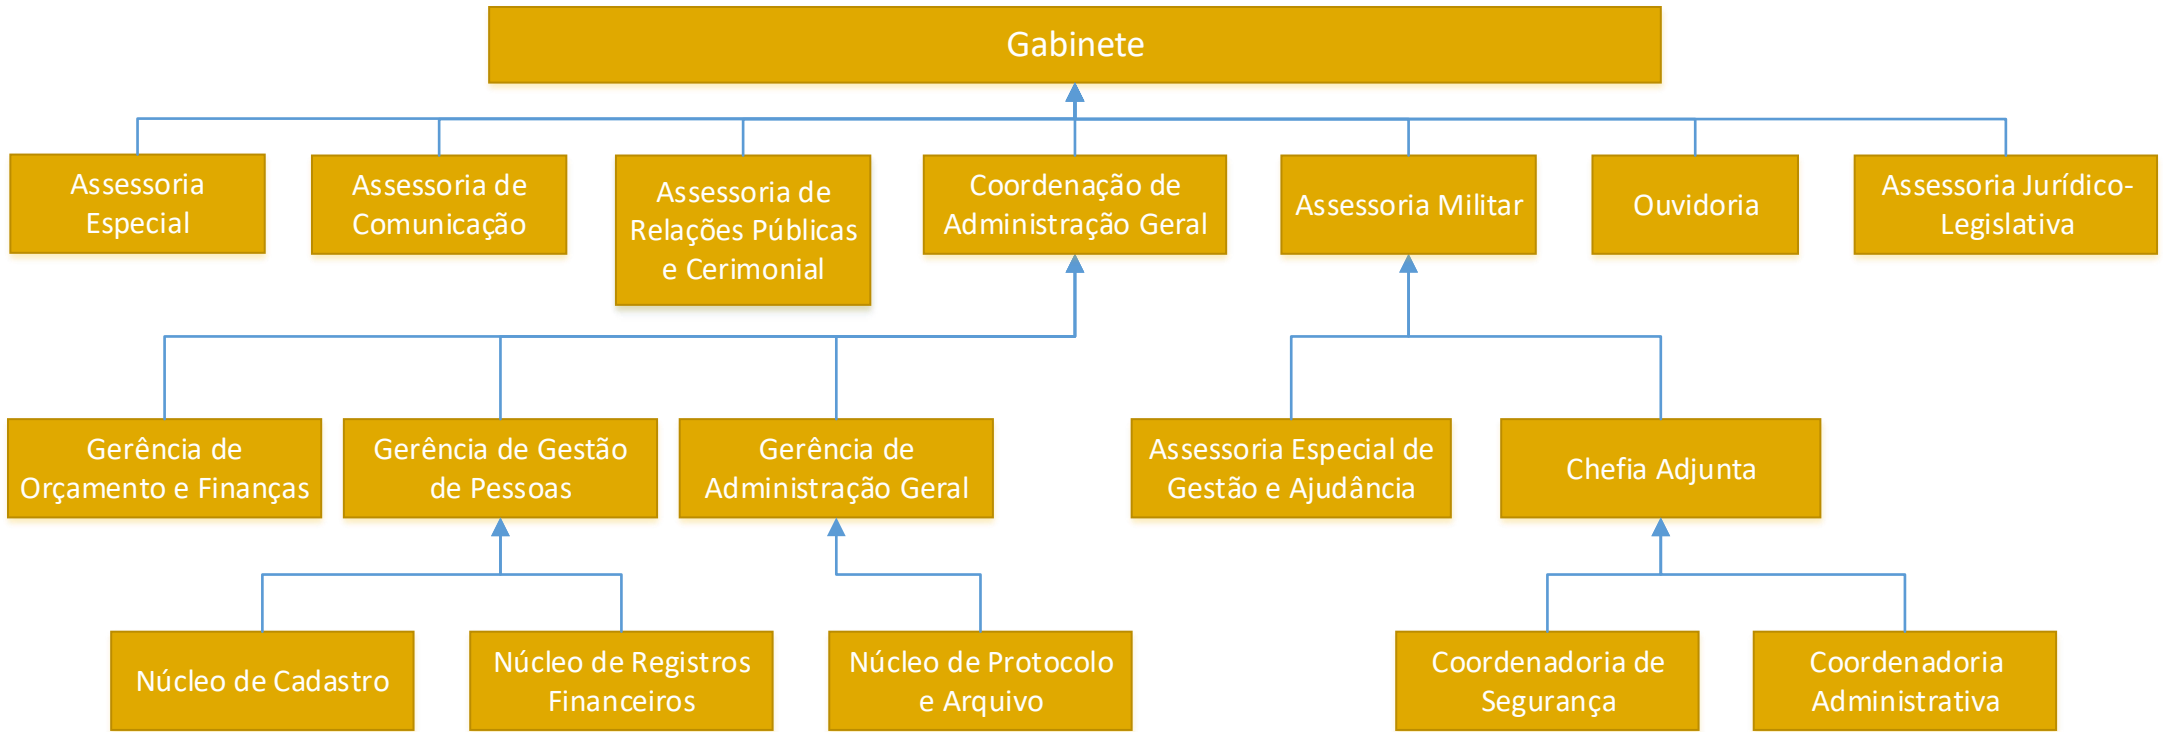 Gabinete
Assessoria
Especial
Assessoria de
Comunicação
Assessoria de
Relações Públicas
e Cerimonial
Coordenação de
Administração Geral
Assessoria Militar
Ouvidoria
Assessoria Jurídico-
Legislativa
Gerência de
Orçamento e Finanças
Gerência de Gestão
de Pessoas
Gerência de
Administração Geral
Assessoria Especial de
Gestão e Ajudância
Chefia Adjunta
Núcleo de Cadastro
Núcleo de Registros
Financeiros
Núcleo de Protocolo
e Arquivo
Coordenadoria de
Segurança
Coordenadoria
Administrativa